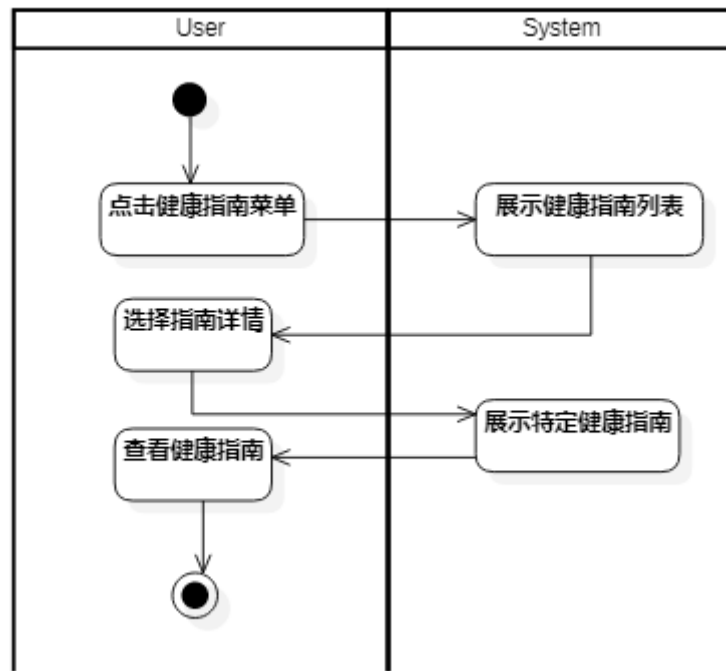 User
System
点击健康指南菜单
展示健康指南列表
选择指南详情
展示特定健康指南
查看健康指南